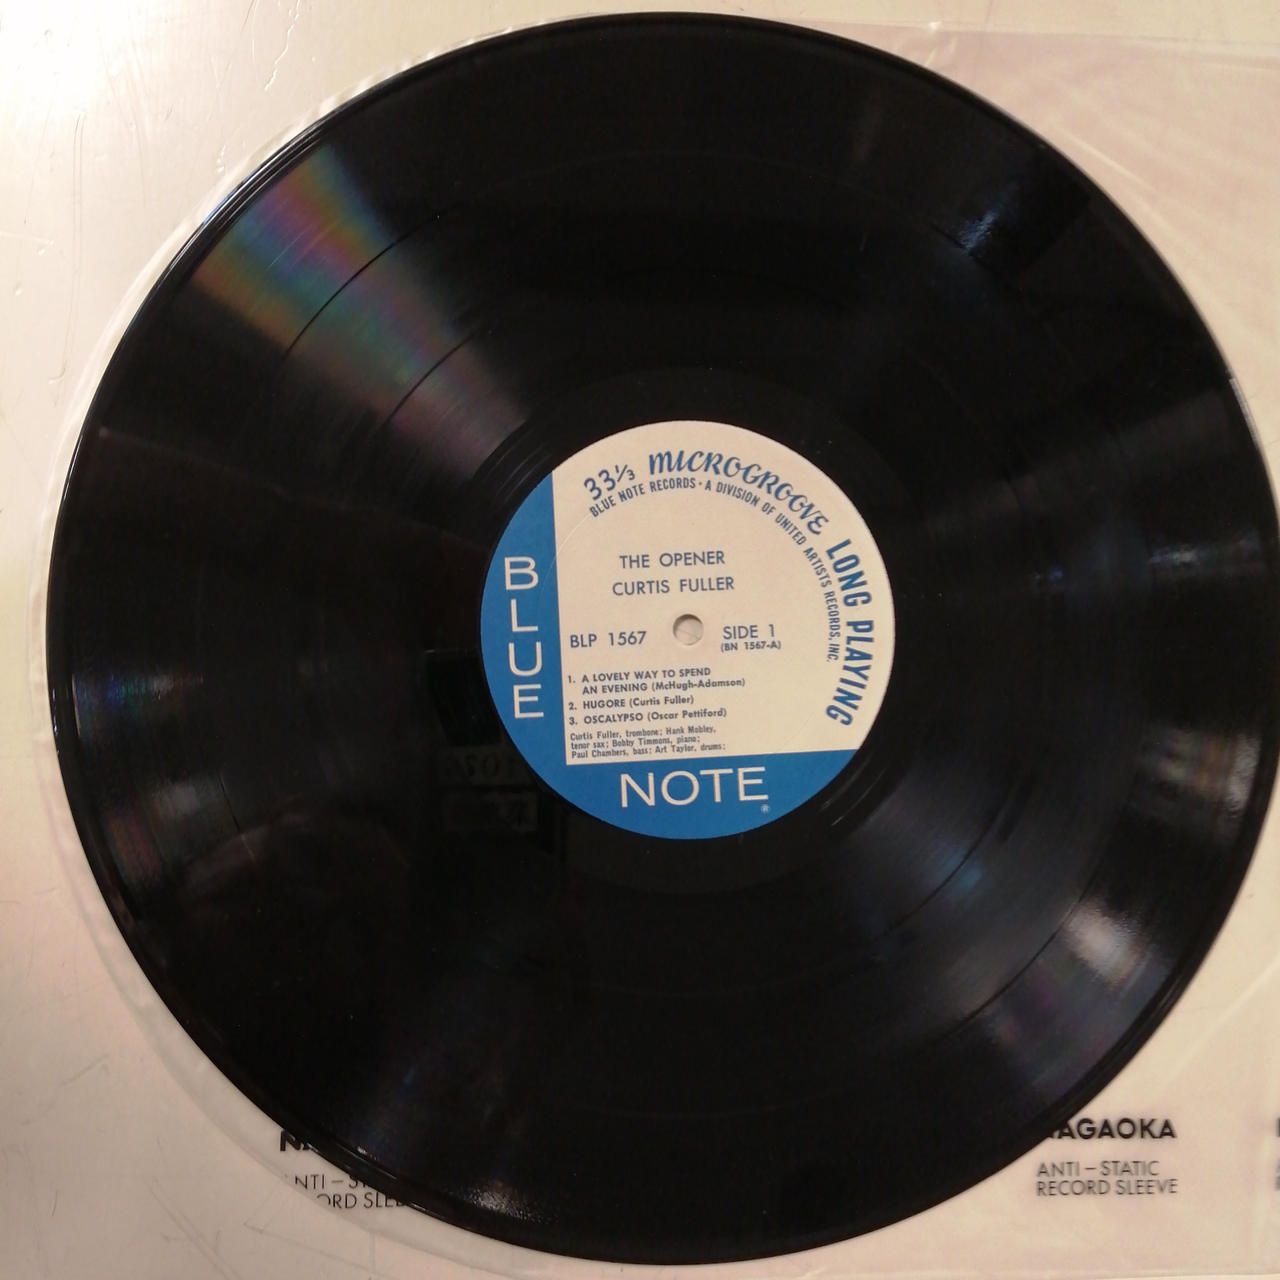 33⅓ MICROGROOVE LONG PLAYING
BLUE NOTE RECORDS • A DIVISION OF UNITED ARTISTS RECORDS, INC.
THE OPENER
CURTIS FULLER
BLP 1567
SIDE 1
(BN 1567-A)
1. A LOVELY WAY TO SPEND
AN EVENING (McHugh-Adamson)
2. HUGORE (Curtis Fuller)
3. OSCALYPSO (Oscar Pettiford)
Curtis Fuller, trombone; Hank Mobley,
tenor sax; Bobby Timmons, piano;
Paul Chambers, bass; Art Taylor, drums;
BLUE
NOTE®
AGAOKA
ANTI–STATIC
RECORD SLEEVE